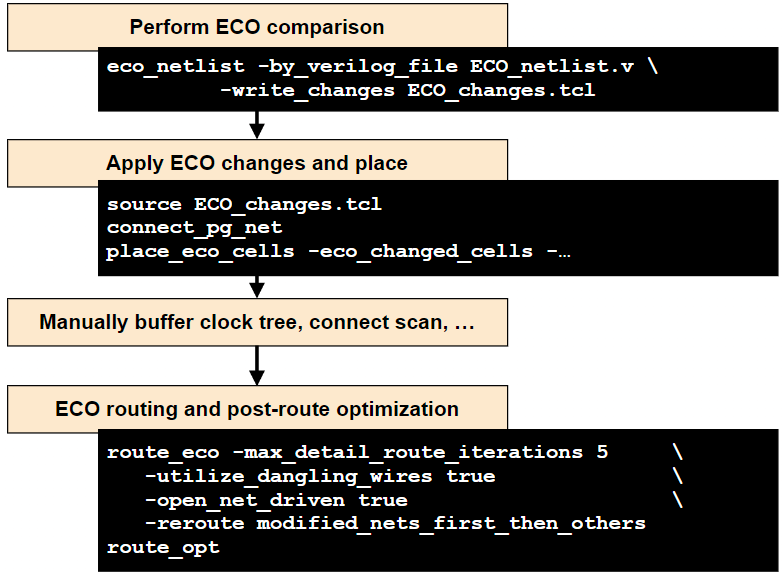 Perform ECO comparison
eco_netlist -by_verilog_file ECO_netlist.v \
-write_changes ECO_changes.tcl
Apply ECO changes and place
source ECO_changes.tcl
connect_pg_net
place_eco_cells -eco_changed_cells -…
Manually buffer clock tree, connect scan, …
ECO routing and post-route optimization
route_eco -max_detail_route_iterations 5 \
-utilize_dangling_wires true \
-open_net_driven true \
-reroute modified_nets_first_then_others
route_opt